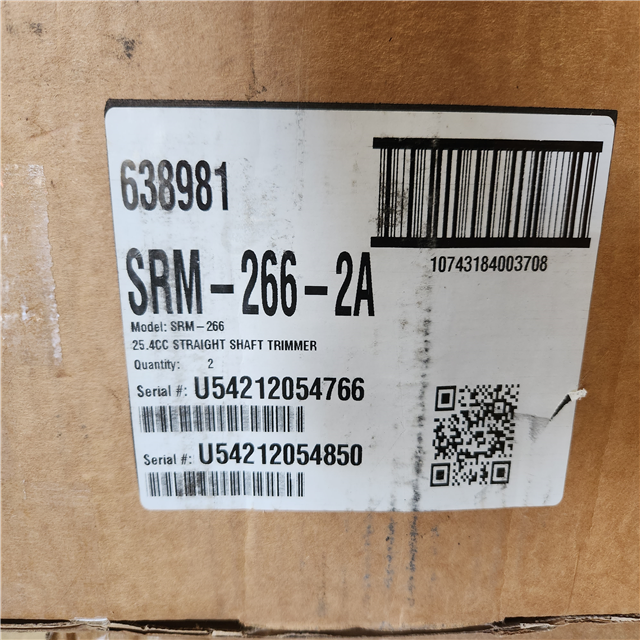 638981
10743184003708
SRM-266-2A
Model: SRM-266
25.4CC STRAIGHT SHAFT TRIMMER
Quantity: 2
Serial #: U54212054766
Serial #: U54212054850